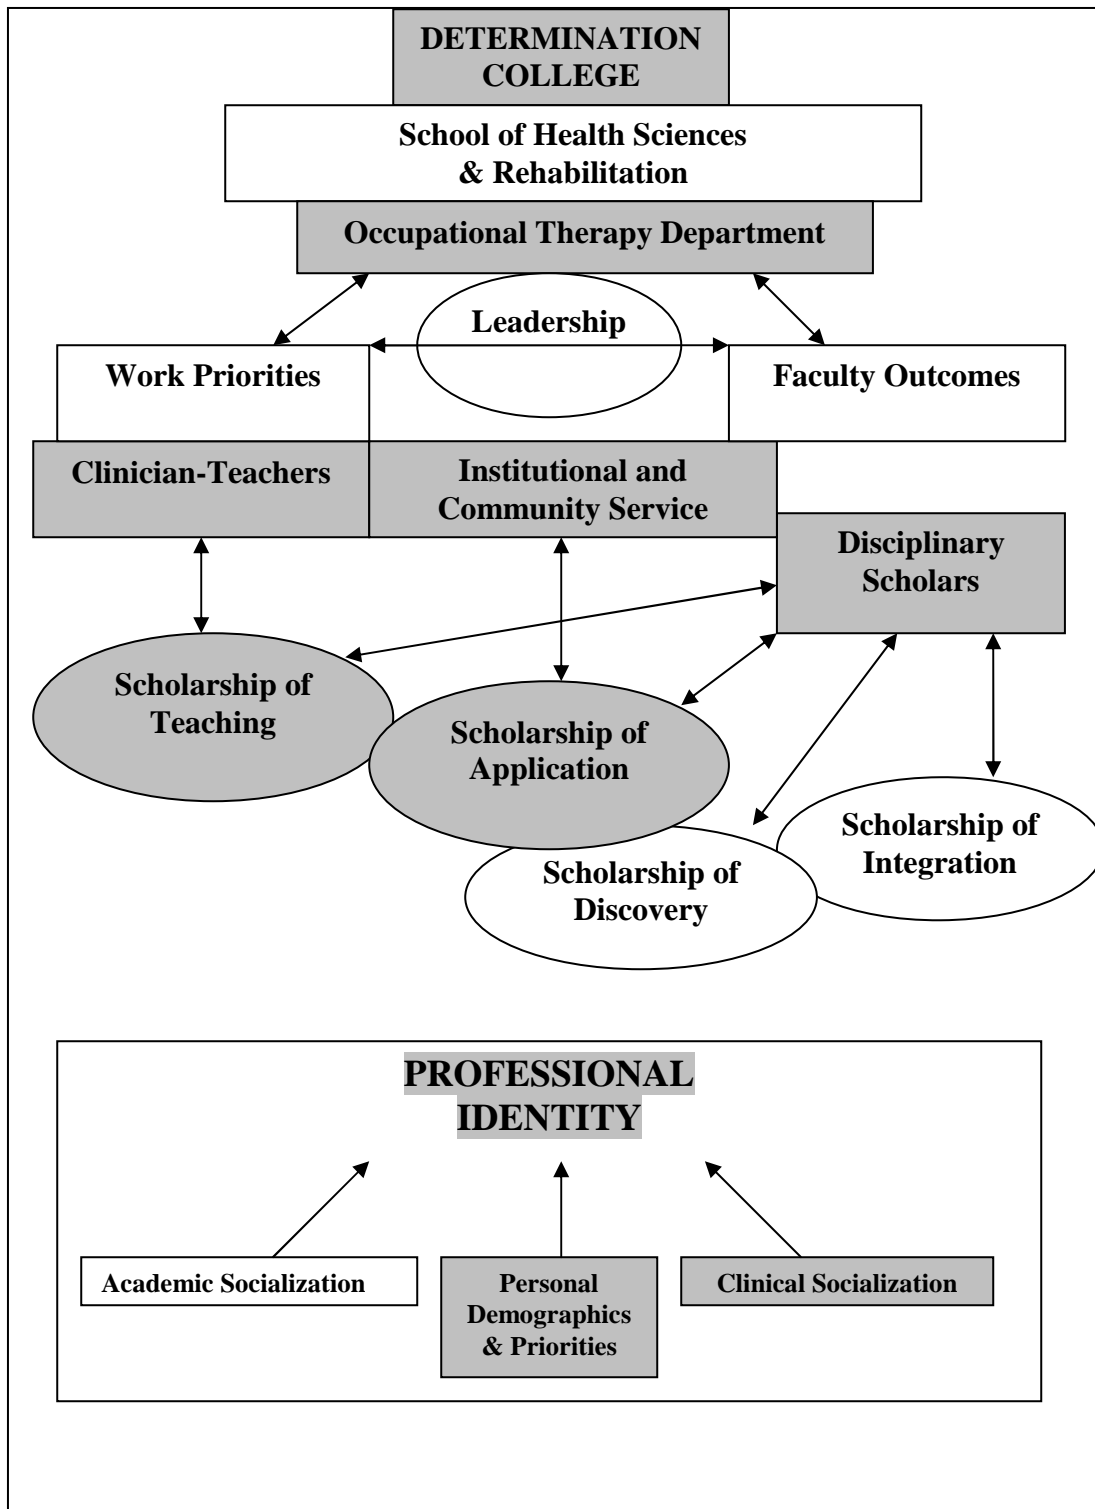 DETERMINATION
COLLEGE
School of Health Sciences
& Rehabilitation
Occupational Therapy Department
Leadership
Work Priorities
Faculty Outcomes
Clinician-Teachers
Institutional and
Community Service
Disciplinary
Scholars
Scholarship of
Teaching
Scholarship of
Application
Scholarship of
Integration
Scholarship of
Discovery
PROFESSIONAL
IDENTITY
Academic Socialization
Personal
Demographics
& Priorities
Clinical Socialization